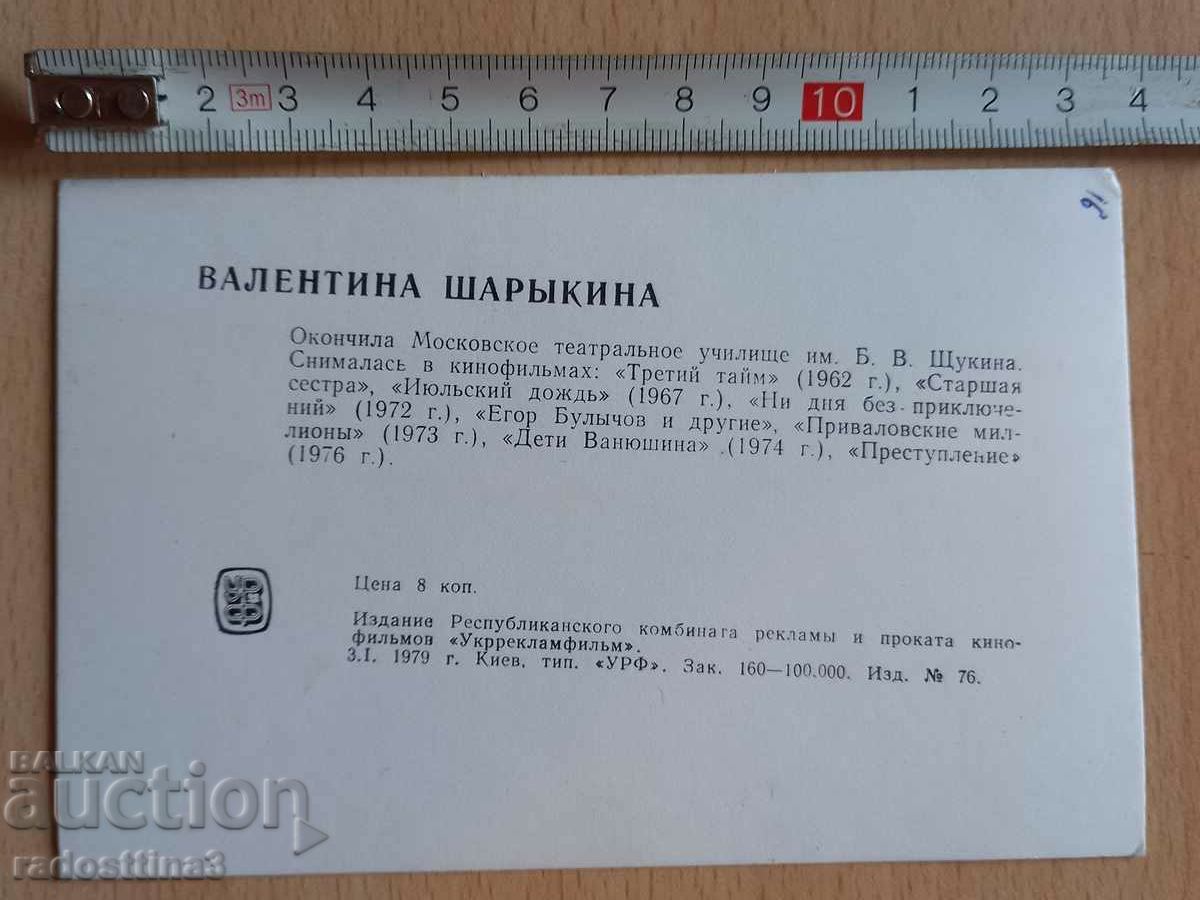 2 3m 3 4 5 6 7 8 9 10 1 2 3 4
ВАЛЕНТИНА ШАРЫКИНА
Окончила Московское театральное училище им. Б. В. Щукина.
Снималась в кинофильмах: «Третий тайм» (1962 г.), «Старшая
сестра», «Июльский дождь» (1967 г.), «Ни дня без приключе-
ний» (1972 г.), «Егор Булычов и другие», «Приваловские мил-
лионы» (1973 г.), «Дети Ванюшина» (1974 г.), «Преступление»
(1976 г.).
Цена 8 коп.
Издание Республиканского комбината рекламы и проката кино-
фильмов «Укррекламфильм».
3.I. 1979 г. Киев, тип. «УРФ». Зак. 160—100.000. Изд. № 76.
BALKAN
auction
radosttina3